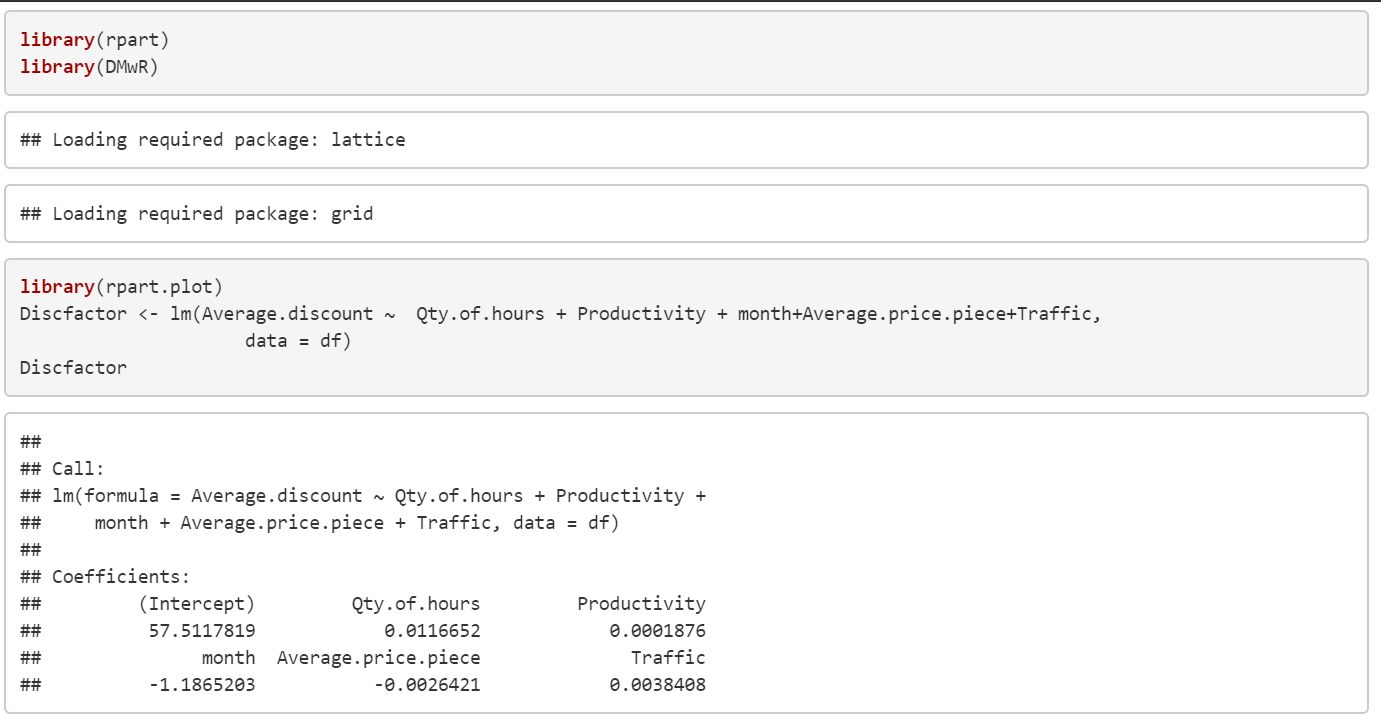 library(rpart)
library(DMwR)
## Loading required package: lattice
## Loading required package: grid
library(rpart.plot)
Discfactor <- lm(Average.discount ~  Qty.of.hours + Productivity + month+Average.price.piece+Traffic,
                     data = df)
Discfactor
##
## Call:
## lm(formula = Average.discount ~ Qty.of.hours + Productivity +
##     month + Average.price.piece + Traffic, data = df)
##
## Coefficients:
##         (Intercept)         Qty.of.hours         Productivity
##          57.5117819            0.0116652            0.0001876
##               month  Average.price.piece              Traffic
##          -1.1865203           -0.0026421            0.0038408